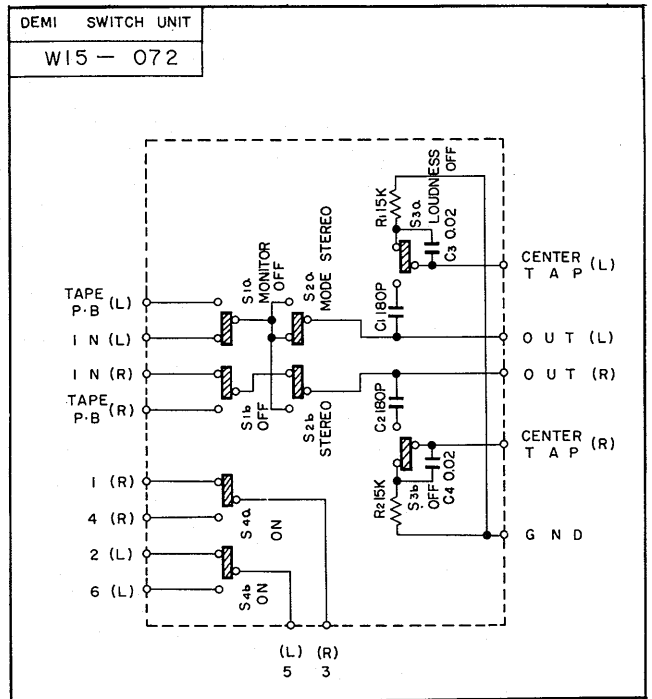 DEMI SWITCH UNIT
W15 - 072
R1 15K
S3a
LOUDNESS
OFF
C3 0.02
S1a
MONITOR
OFF
S2a
MODE STEREO
C1 180P
CENTER
TAP (L)
TAPE
P·B (L)
IN (L)
OUT (L)
IN (R)
OUT (R)
TAPE
P·B (R)
S1b
OFF
S2b
STEREO
C2 180P
CENTER
TAP (R)
R2 15K
S3b
OFF
C4 0.02
1 (R)
4 (R)
S4a
ON
2 (L)
GND
6 (L)
S4b
ON
(L) (R)
5 3